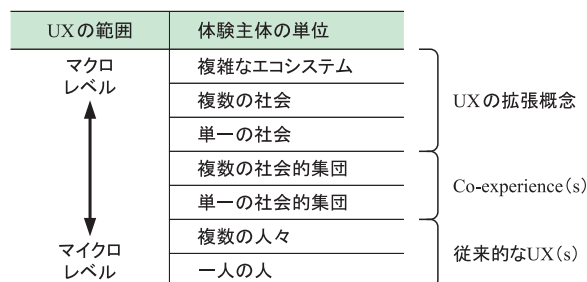 UXの範囲
体験主体の単位
マクロ
レベル
複雑なエコシステム
複数の社会
単一の社会
UXの拡張概念
複数の社会的集団
単一の社会的集団
Co-experience(s)
マイクロ
レベル
複数の人々
一人の人
従来的なUX(s)